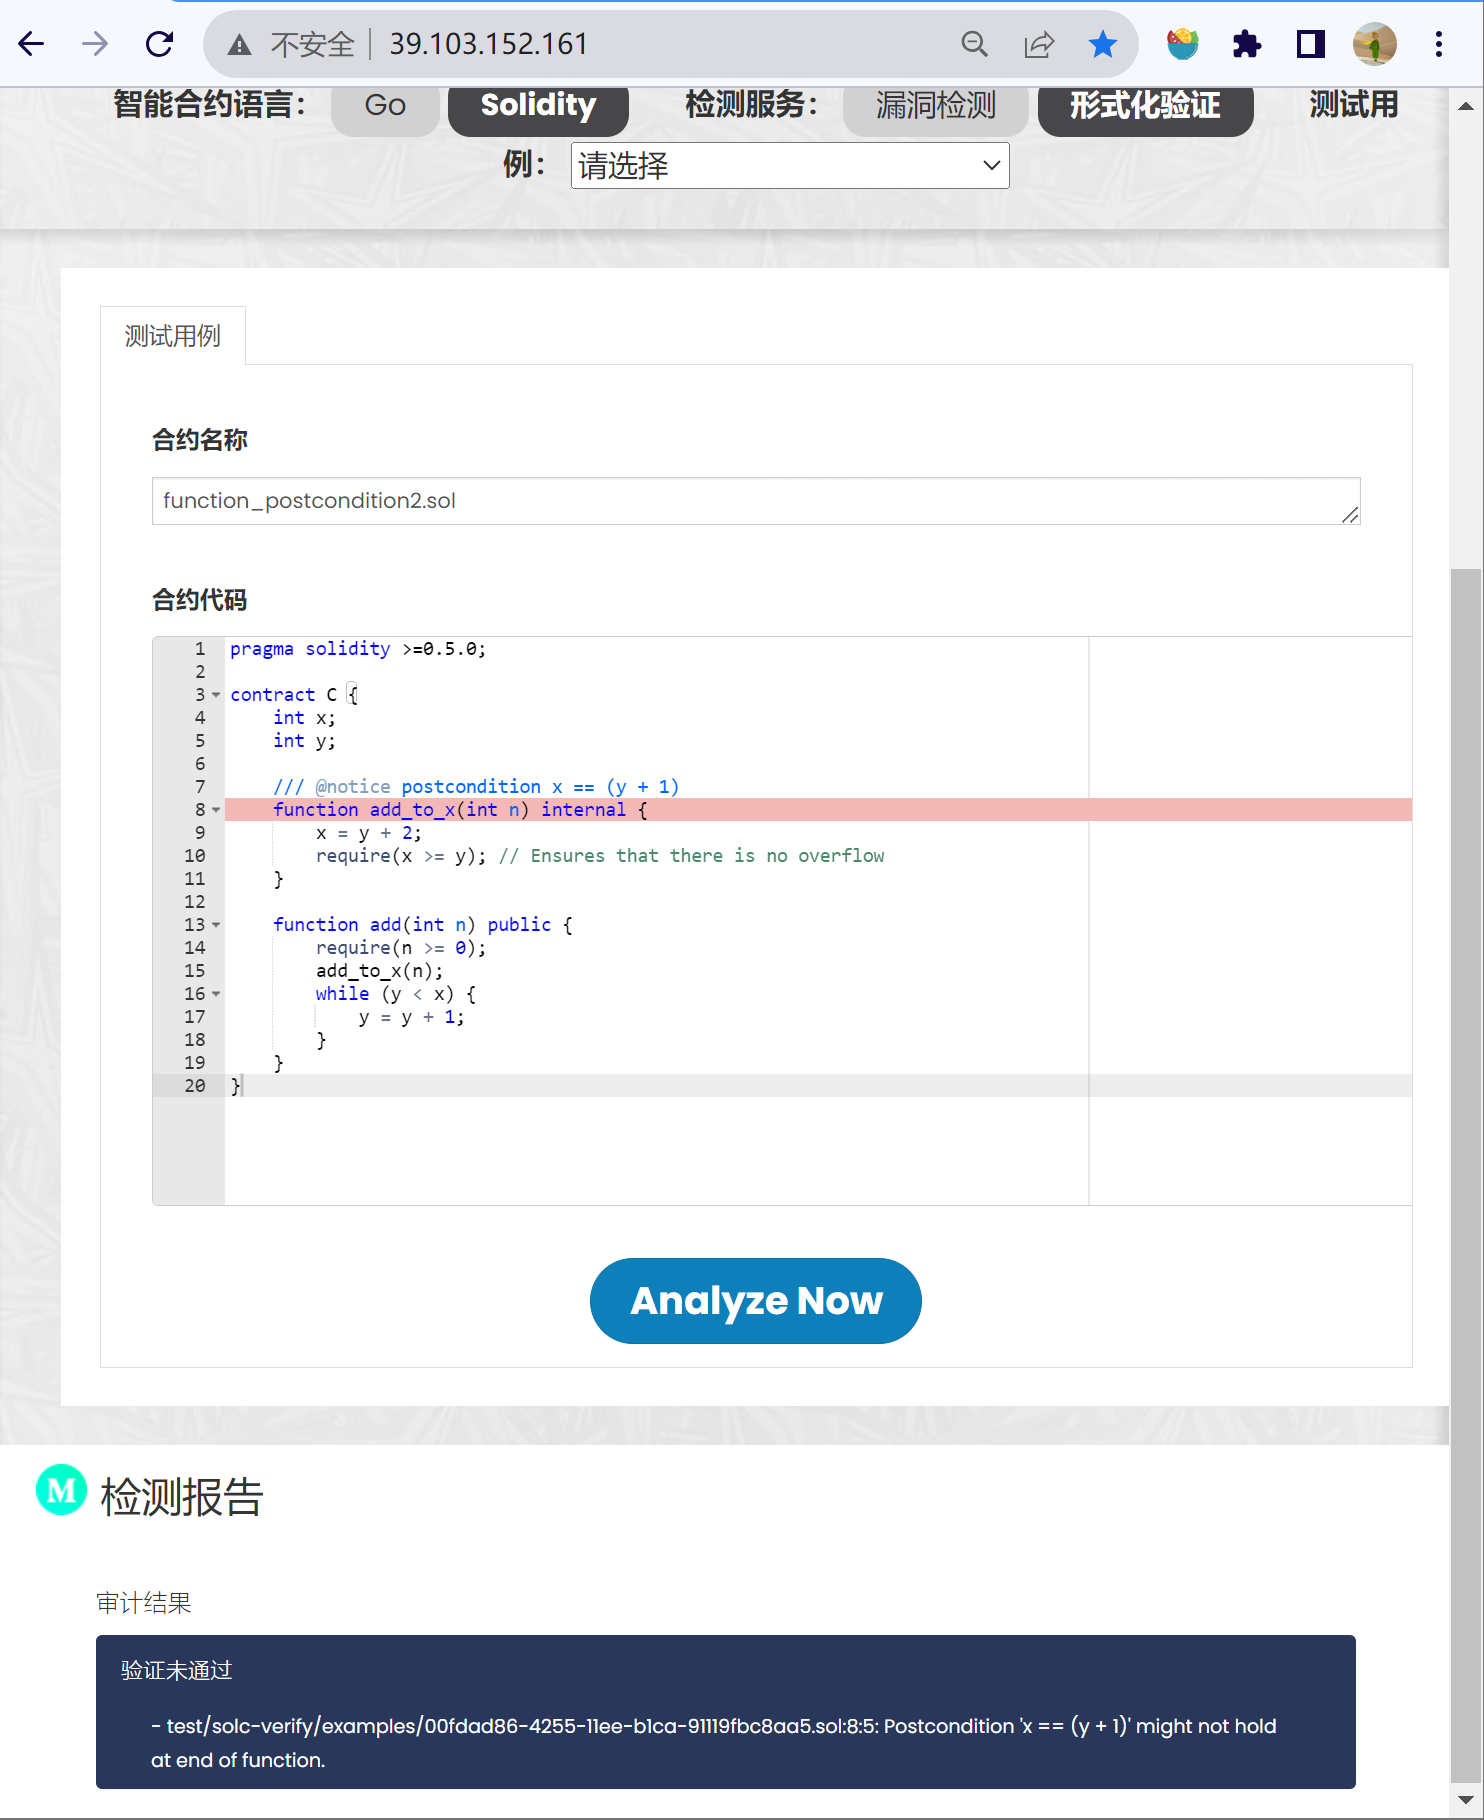 不安全 39.103.152.161
智能合约语言： Go Solidity 检测服务： 漏洞检测 形式化验证 测试用
例： 请选择
测试用例
合约名称
function_postcondition2.sol
合约代码
1 pragma solidity >=0.5.0;
2
3 contract C {
4 int x;
5 int y;
6
7 /// @notice postcondition x == (y + 1)
8 function add_to_x(int n) internal {
9 x = y + 2;
10 require(x >= y); // Ensures that there is no overflow
11 }
12
13 function add(int n) public {
14 require(n >= 0);
15 add_to_x(n);
16 while (y < x) {
17 y = y + 1;
18 }
19 }
20 }
Analyze Now
M 检测报告
审计结果
验证未通过
- test/solc-verify/examples/00fdad86-4255-11ee-b1ca-91119fbc8aa5.sol:8:5: Postcondition 'x == (y + 1)' might not hold
at end of function.